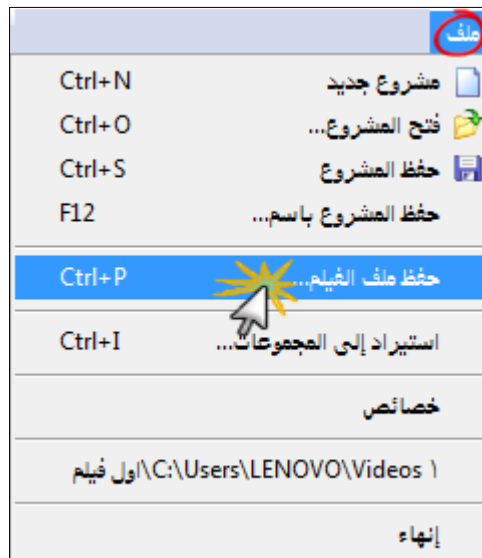 ملف
مشروع جديد Ctrl+N
فتح المشروع... Ctrl+O
حفظ المشروع Ctrl+S
حفظ المشروع باسم... F12
حفظ ملف الفيلم... Ctrl+P
استيراد إلى المجموعات... Ctrl+I
خصائص
١ C:\Users\LENOVO\Videos\اول فيلم
إنهاء